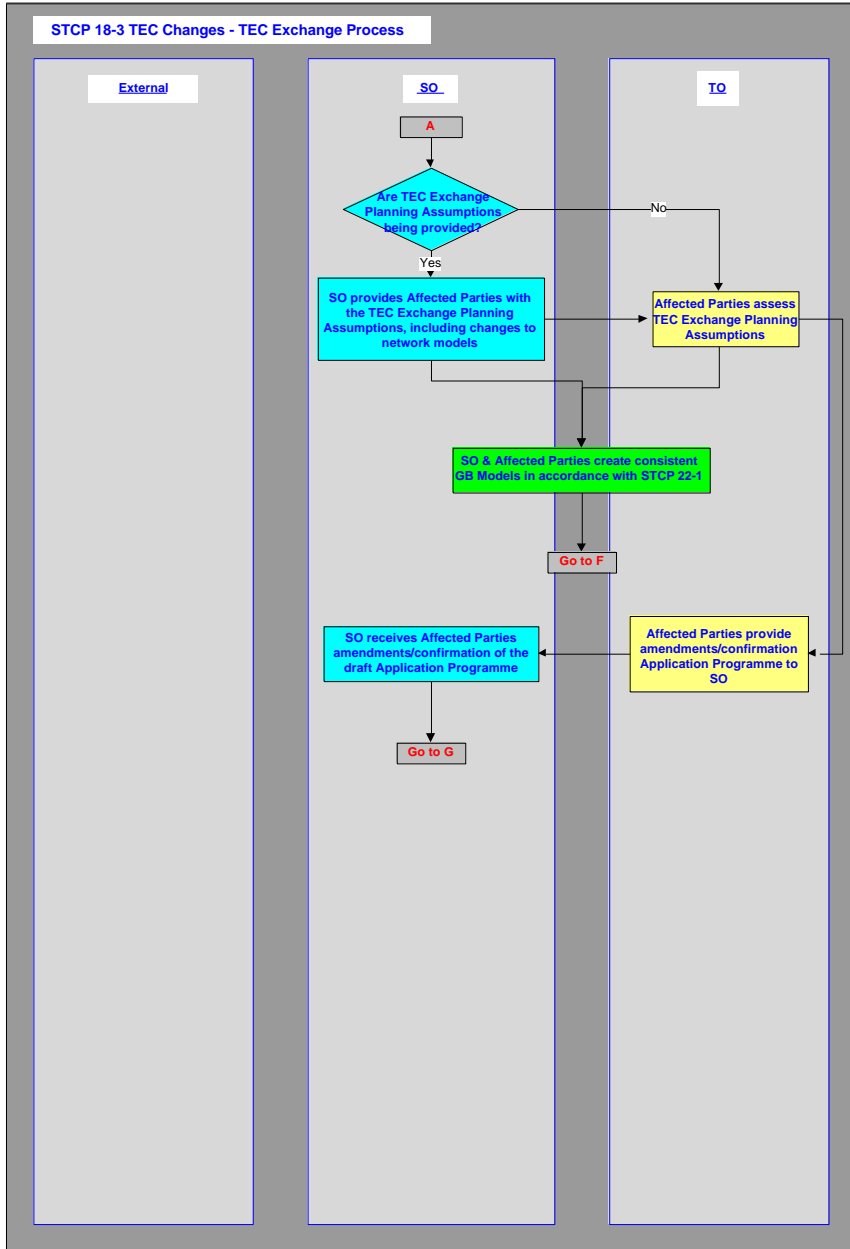 STCP 18-3 TEC Changes - TEC Exchange Process
External
SO
TO
A
Are TEC Exchange
Planning Assumptions
being provided?
No
Yes
SO provides Affected Parties with
the TEC Exchange Planning
Assumptions, including changes to
network models
Affected Parties assess
TEC Exchange Planning
Assumptions
SO & Affected Parties create consistent
GB Models in accordance with STCP 22-1
Go to F
SO receives Affected Parties
amendments/confirmation of the
draft Application Programme
Affected Parties provide
amendments/confirmation
Application Programme to
SO
Go to G